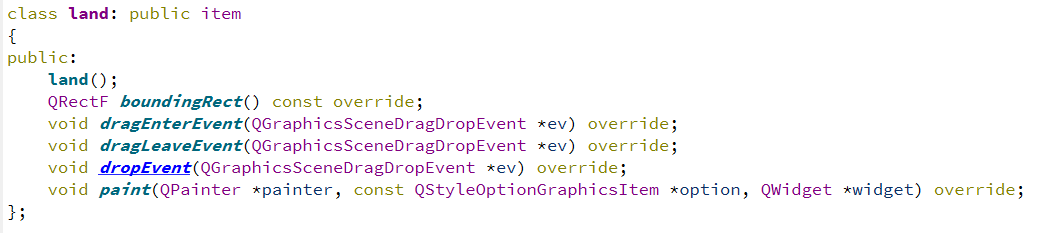 class land: public item
{
public:
    land();
    QRectF boundingRect() const override;
    void dragEnterEvent(QGraphicsSceneDragDropEvent *ev) override;
    void dragLeaveEvent(QGraphicsSceneDragDropEvent *ev) override;
    void dropEvent(QGraphicsSceneDragDropEvent *ev) override;
    void paint(QPainter *painter, const QStyleOptionGraphicsItem *option, QWidget *widget) override;
};